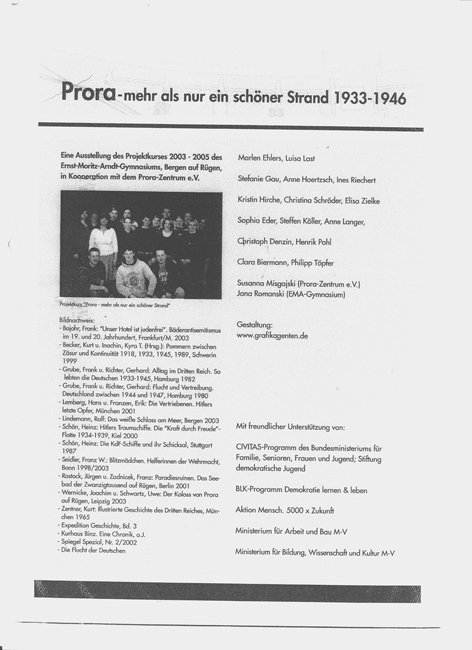 Prora - mehr als nur ein schöner Strand 1933-1946
Eine Ausstellung des Projektkurses 2003 - 2005 des
Ernst-Moritz-Arndt-Gymnasiums, Bergen auf Rügen,
in Kooperation mit dem Prora-Zentrum e.V.
Projektkurs "Prora - mehr als nur ein schöner Strand"
Bildnachweis:
- Bajohr, Frank: "Unser Hotel ist judenfrei". Bäderantisemitismus
im 19. und 20. Jahrhundert, Frankfurt/M. 2003
- Becker, Kurt u. Inachin, Kyra T. (Hrsg.): Pommern zwischen
Zäsur und Kontinuität 1918, 1933, 1945, 1989, Schwerin
1999
- Grube, Frank u. Richter, Gerhard: Alltag im Dritten Reich. So
lebten die Deutschen 1933-1945, Hamburg 1982
- Grube, Frank u. Richter, Gerhard: Flucht und Vertreibung.
Deutschland zwischen 1944 und 1947, Hamburg 1980
- Lemberg, Hans u. Franzen, Erik: Die Vertriebenen. Hitlers
letzte Opfer, München 2001
- Lindemann, Ralf: Das weiße Schloss am Meer, Bergen 2003
- Schön, Heinz: Hitlers Traumschiffe. Die "Kraft durch Freude"-
Flotte 1934-1939, Kiel 2000
- Schön, Heinz: Die KdF-Schiffe und ihr Schicksal, Stuttgart
1987
- Seidler, Franz W.: Blitzmädchen. Helferinnen der Wehrmacht,
Bonn 1998/2003
- Rostock, Jürgen u. Zadnicek, Franz: Paradiesruinen. Das See-
bad der Zwanzigtausend auf Rügen, Berlin 2001
- Wernicke, Joachim u. Schwartz, Uwe: Der Koloss von Prora
auf Rügen, Leipzig 2003
- Zentner, Kurt: Illustrierte Geschichte des Dritten Reiches, Mün-
chen 1965
- Expedition Geschichte, Bd. 3
- Kurhaus Binz. Eine Chronik, o.J.
- Spiegel Spezial, Nr. 2/2002
- Die Flucht der Deutschen
Marlen Ehlers, Luisa Last
Stefanie Gau, Anne Hoertzsch, Ines Riechert
Kristin Hirche, Christina Schröder, Elisa Zielke
Sophia Eder, Steffen Köller, Anne Langer,
Christoph Denzin, Henrik Pohl
Clara Biermann, Philipp Töpfer
Susanna Misgajski (Prora-Zentrum e.V.)
Jana Romanski (EMA-Gymnasium)
Gestaltung:
www.grafikagenten.de
Mit freundlicher Unterstützung von:
CIVITAS-Programm des Bundesministeriums für
Familie, Senioren, Frauen und Jugend; Stiftung
demokratische Jugend
BLK-Programm Demokratie lernen & leben
Aktion Mensch. 5000 x Zukunft
Ministerium für Arbeit und Bau M-V
Ministerium für Bildung, Wissenschaft und Kultur M-V